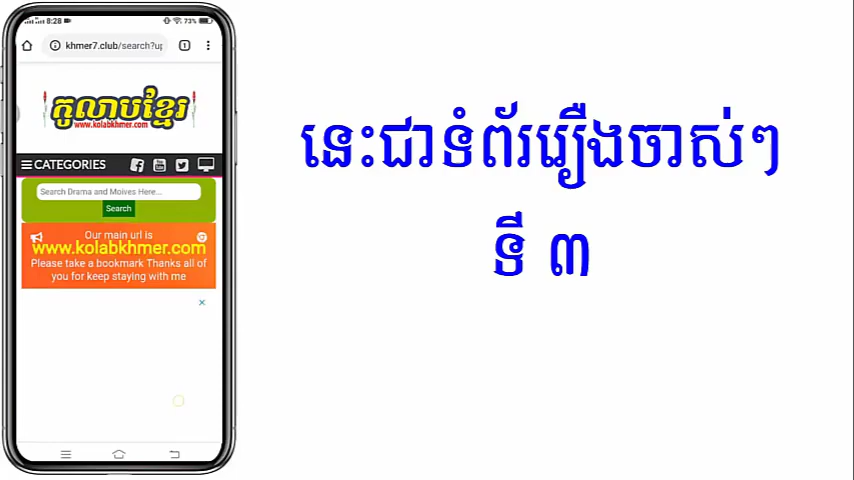 8:28
73%
khmer7.club/search?up
1
កូលាបខ្មែរ
www.kolabkhmer.com
CATEGORIES
Search Drama and Moives Here...
Search
Our main url is
www.kolabkhmer.com
Please take a bookmark Thanks all of
you for keep staying with me
នេះជាទំព័ររឿងចាស់ៗ
ទី ៣